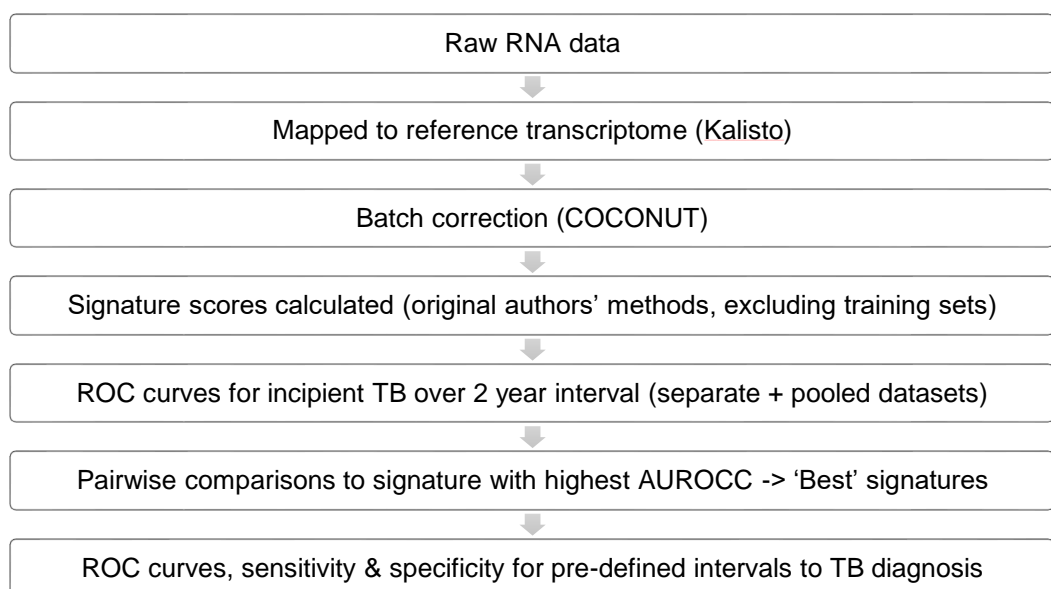 Raw RNA data
Mapped to reference transcriptome (Kalisto)
Batch correction (COCONUT)
Signature scores calculated (original authors’ methods, excluding training sets)
ROC curves for incipient TB over 2 year interval (separate + pooled datasets)
Pairwise comparisons to signature with highest AUROCC -> ‘Best’ signatures
ROC curves, sensitivity & specificity for pre-defined intervals to TB diagnosis